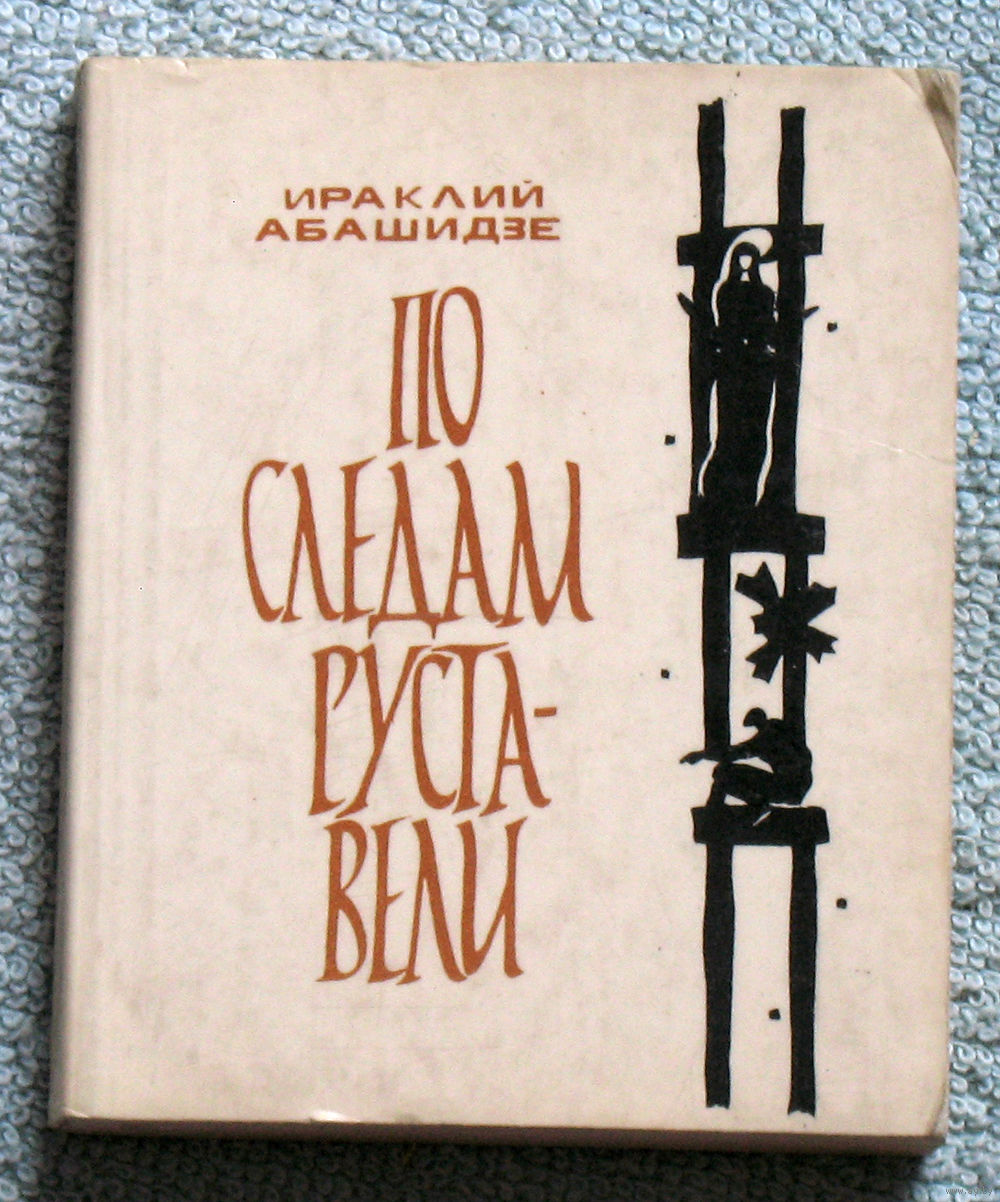 ИРАКЛИЙ
АБАШИДЗЕ
ПО
СЛЕДАМ
РУСТА-
ВЕЛИ